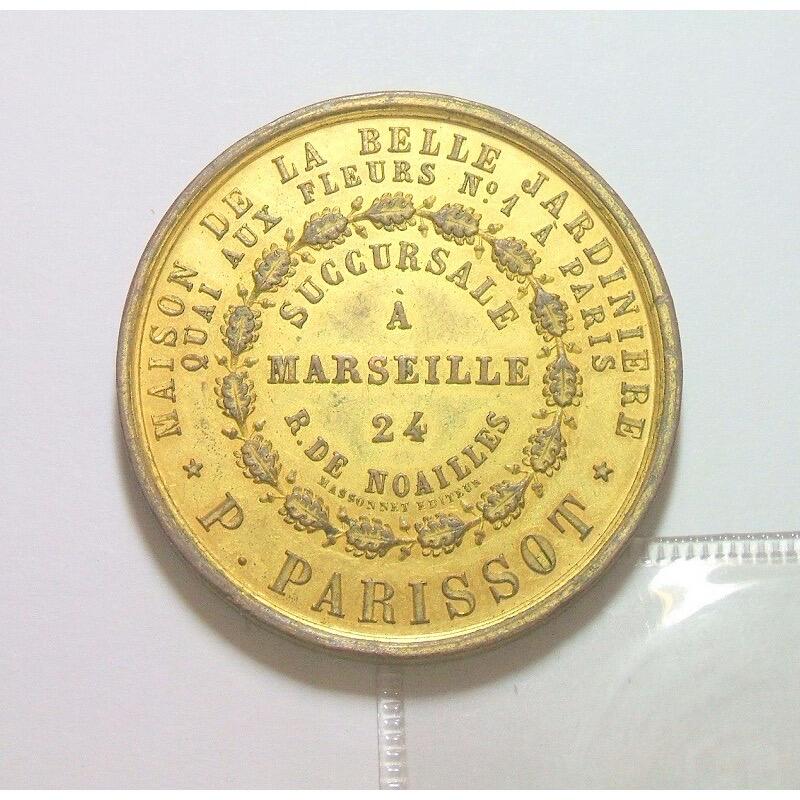 MAISON DE LA BELLE JARDINIERE
QUAI AUX FLEURS Nº 1 À PARIS
SUCCURSALE
À
MARSEILLE
24
R. DE NOAILLES
MASSONNET EDITEUR
P. PARISSOT